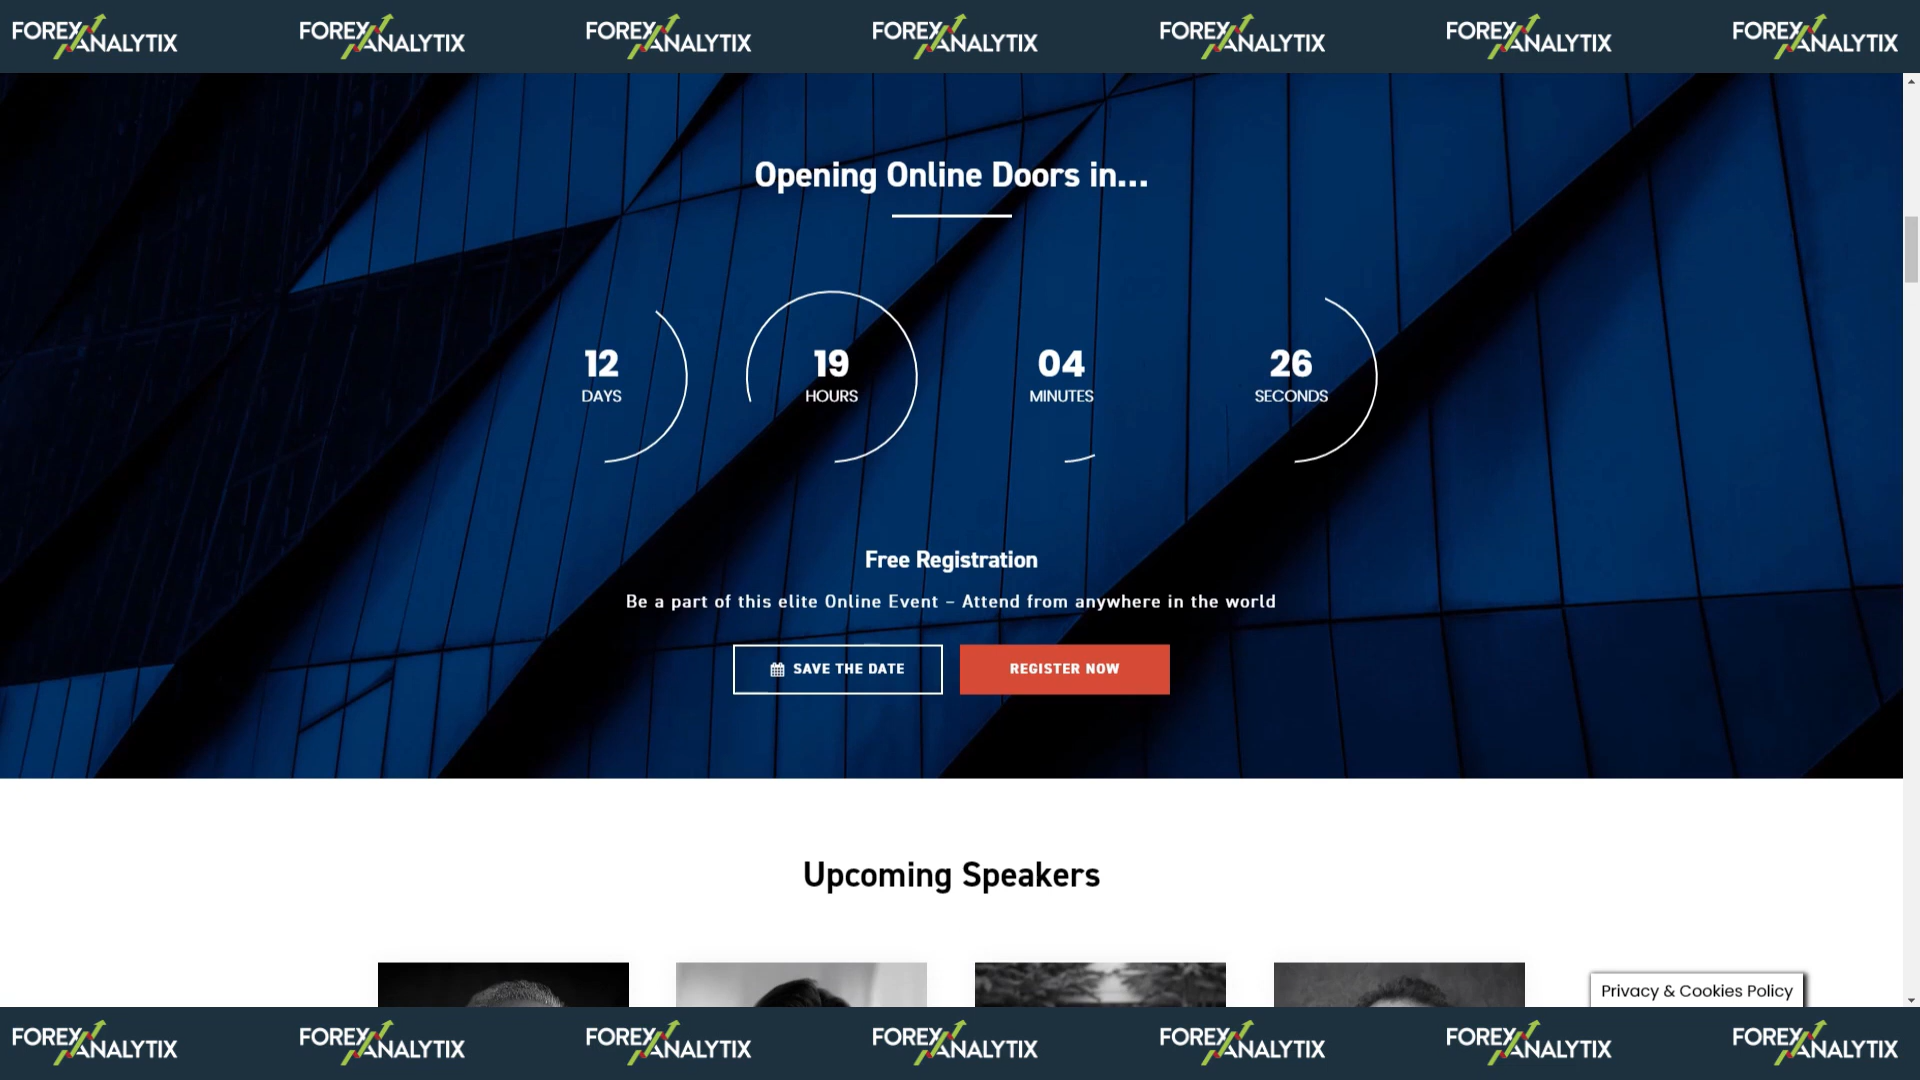 FOREX ANALYTIX FOREX ANALYTIX FOREX ANALYTIX FOREX ANALYTIX FOREX ANALYTIX FOREX ANALYTIX FOREX ANALYTIX
Opening Online Doors in...
12 19 04 26
DAYS HOURS MINUTES SECONDS
Free Registration
Be a part of this elite Online Event – Attend from anywhere in the world
SAVE THE DATE REGISTER NOW
Upcoming Speakers
Privacy & Cookies Policy
FOREX ANALYTIX FOREX ANALYTIX FOREX ANALYTIX FOREX ANALYTIX FOREX ANALYTIX FOREX ANALYTIX FOREX ANALYTIX